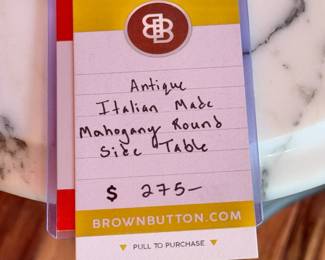 BB
Antique
Italian Made
Mahogany Round
Side Table
$ 275-
BROWNBUTTON.COM
▼ PULL TO PURCHASE ▼